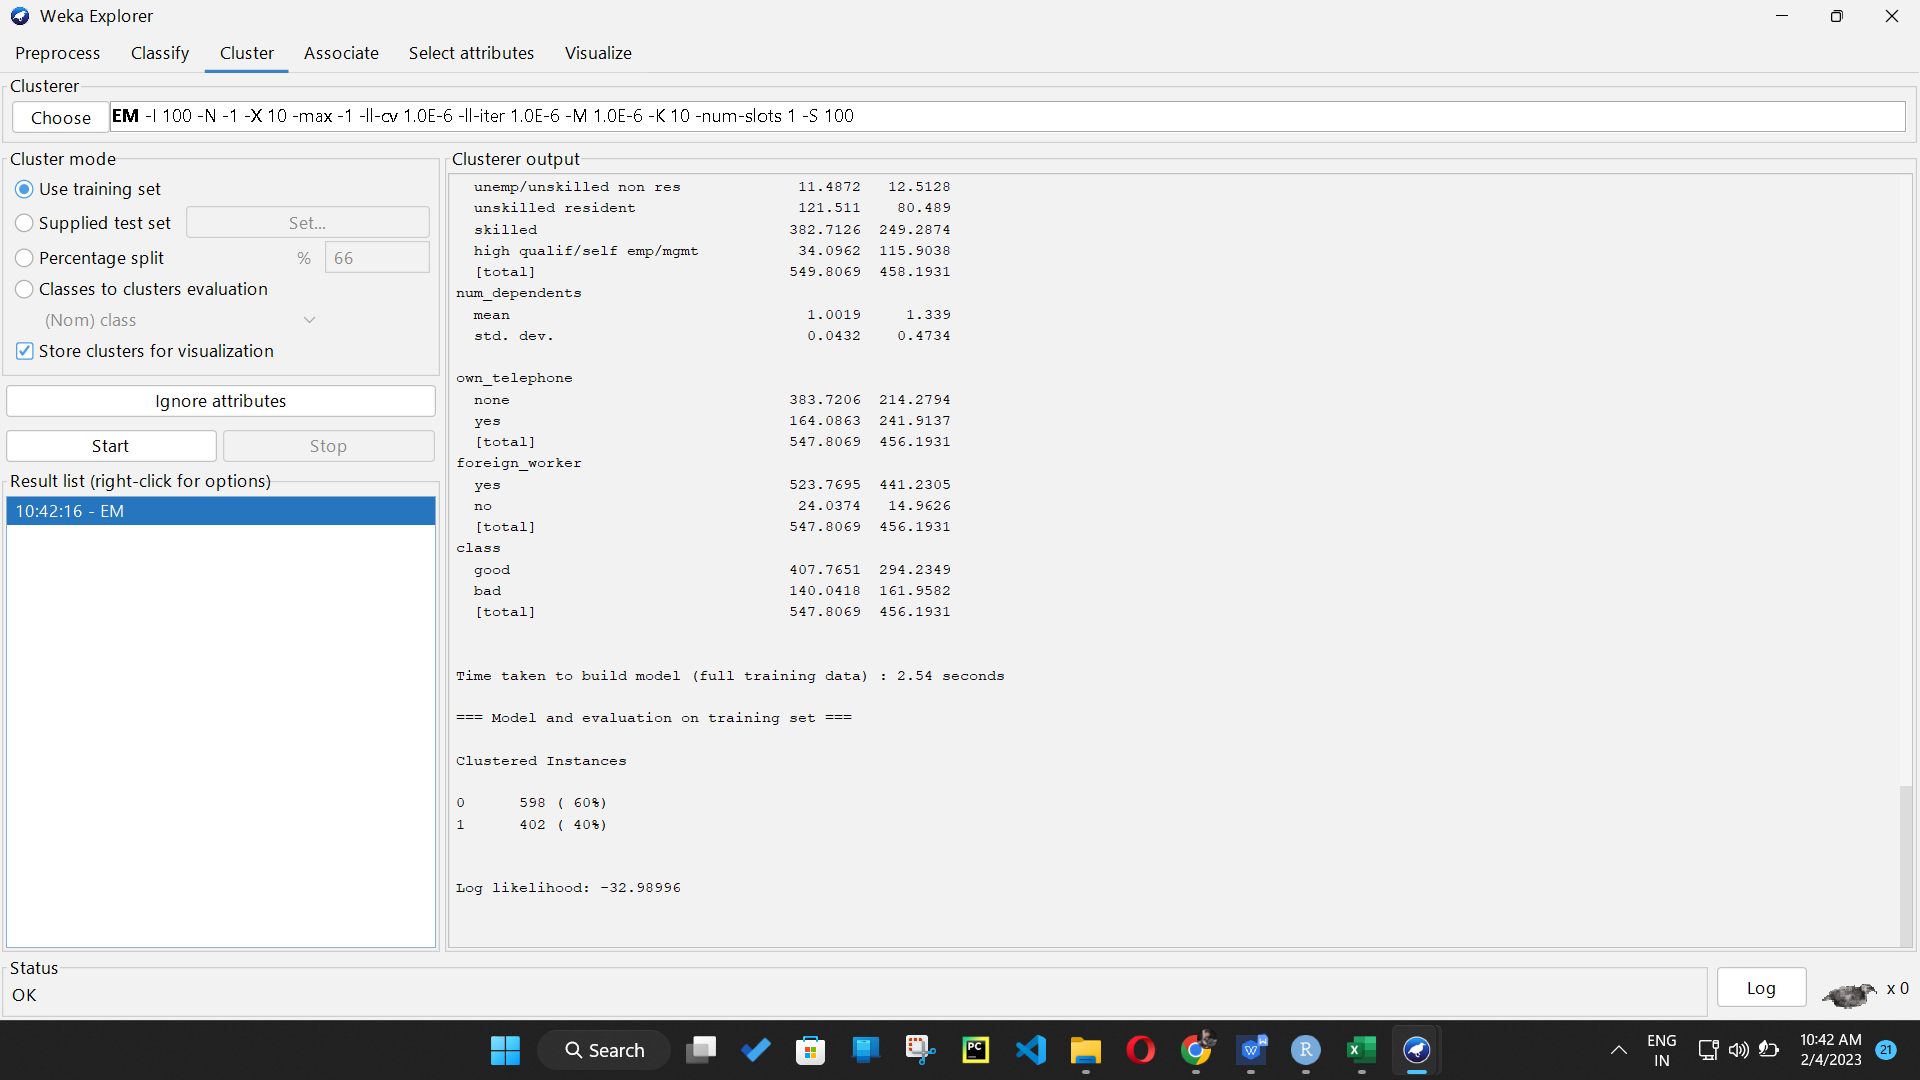 Weka Explorer
Preprocess Classify Cluster Associate Select attributes Visualize
Clusterer
Choose EM -I 100 -N -1 -X 10 -max -1 -ll-cv 1.0E-6 -ll-iter 1.0E-6 -M 1.0E-6 -K 10 -num-slots 1 -S 100
Cluster mode
Use training set
Supplied test set Set...
Percentage split % 66
Classes to clusters evaluation
(Nom) class
Store clusters for visualization
Ignore attributes
Start Stop
Result list (right-click for options)
10:42:16 - EM
Clusterer output
unemp/unskilled non res 11.4872 12.5128
unskilled resident 121.511 80.489
skilled 382.7126 249.2874
high qualif/self emp/mgmt 34.0962 115.9038
[total] 549.8069 458.1931
num_dependents
mean 1.0019 1.339
std. dev. 0.0432 0.4734
own_telephone
none 383.7206 214.2794
yes 164.0863 241.9137
[total] 547.8069 456.1931
foreign_worker
yes 523.7695 441.2305
no 24.0374 14.9626
[total] 547.8069 456.1931
class
good 407.7651 294.2349
bad 140.0418 161.9582
[total] 547.8069 456.1931
Time taken to build model (full training data) : 2.54 seconds
=== Model and evaluation on training set ===
Clustered Instances
0 598 ( 60%)
1 402 ( 40%)
Log likelihood: -32.98996
Status
OK
Log x 0
Search
PC
W
R
X
ENG
IN
10:42 AM
2/4/2023
21